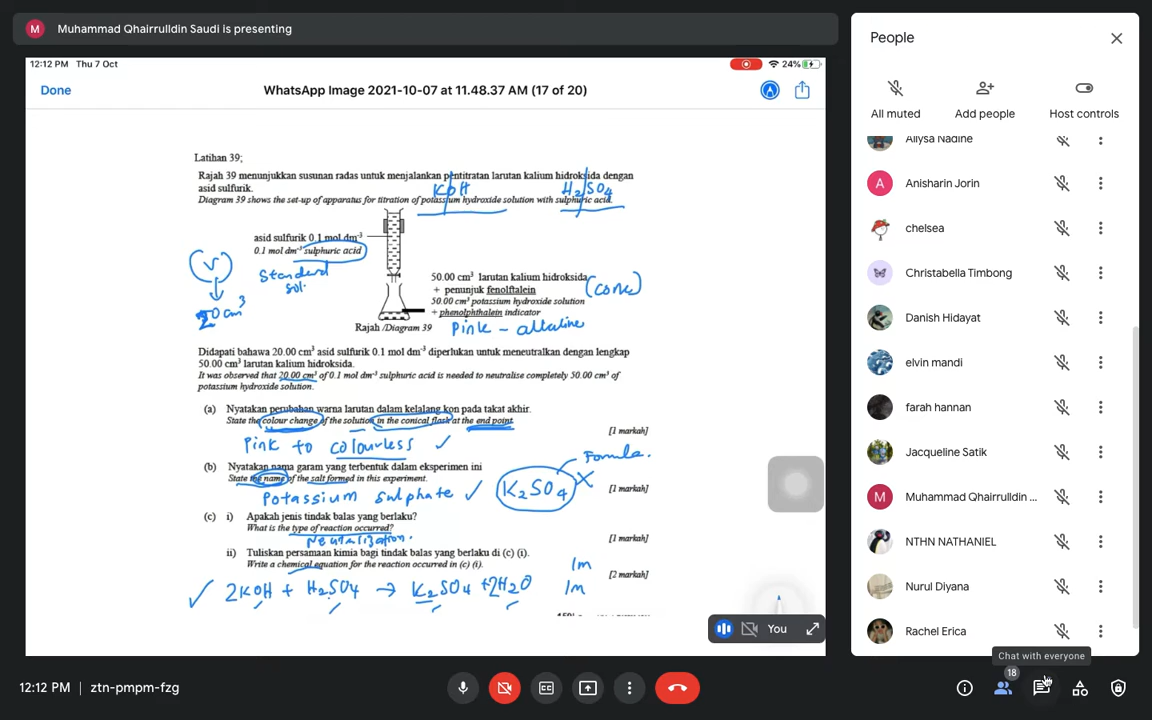 M Muhammad Qhairrulldin Saudi is presenting
12:12 PM Thu 7 Oct
24%
Done
WhatsApp Image 2021-10-07 at 11.48.37 AM (17 of 20)
Latihan 39;
Rajah 39 menunjukkan susunan radas untuk menjalankan pentitratan larutan kalium hidroksida dengan
asid sulfurik.
KOH H2SO4
Diagram 39 shows the set-up of apparatus for titration of potassium hydroxide solution with sulphuric acid.
asid sulfurik 0.1 mol dm-3
0.1 mol dm-3 sulphuric acid
Standard
sol.
V
20 cm3
50.00 cm3 larutan kalium hidroksida
+ penunjuk fenolftalein
50.00 cm3 potassium hydroxide solution
+ phenolphthalein indicator
(conc)
Rajah /Diagram 39
Pink - alkaline
Didapati bahawa 20.00 cm3 asid sulfurik 0.1 mol dm-3 diperlukan untuk meneutralkan dengan lengkap
50.00 cm3 larutan kalium hidroksida.
It was observed that 20.00 cm3 of 0.1 mol dm-3 sulphuric acid is needed to neutralise completely 50.00 cm3 of
potassium hydroxide solution.
(a) Nyatakan perubahan warna larutan dalam kelalang kon pada takat akhir.
State the colour change of the solution in the conical flask at the end point.
[1 markah]
Pink to colourless ✓
(b) Nyatakan nama garam yang terbentuk dalam eksperimen ini
State the name of the salt formed in this experiment.
[1 markah]
Potassium sulphate ✓ K2SO4 X Formula.
(c) i) Apakah jenis tindak balas yang berlaku?
What is the type of reaction occurred?
[1 markah]
Neutralization.
ii) Tuliskan persamaan kimia bagi tindak balas yang berlaku di (c) (i).
Write a chemical equation for the reaction occurred in (c) (i).
[2 markah]
1m
1m
✓ 2KOH + H2SO4 → K2SO4 + 2H2O
You
People
All muted
Add people
Host controls
Allysa Nadine
A Anisharin Jorin
chelsea
Christabella Timbong
Danish Hidayat
elvin mandi
farah hannan
Jacqueline Satik
M Muhammad Qhairrulldin ...
NTHN NATHANIEL
Nurul Diyana
Rachel Erica
Chat with everyone
12:12 PM | ztn-pmpm-fzg
18